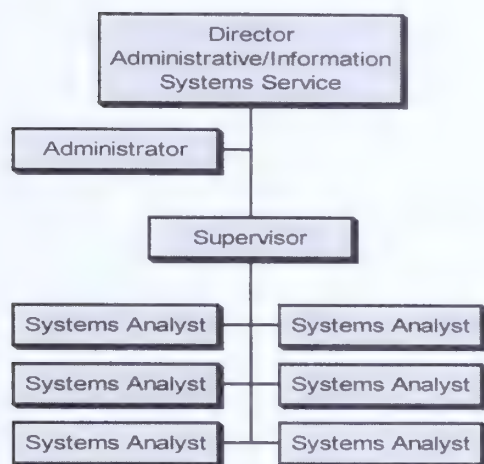 Director
Administrative/Information
Systems Service
Administrator
Supervisor
Systems Analyst
Systems Analyst
Systems Analyst
Systems Analyst
Systems Analyst
Systems Analyst